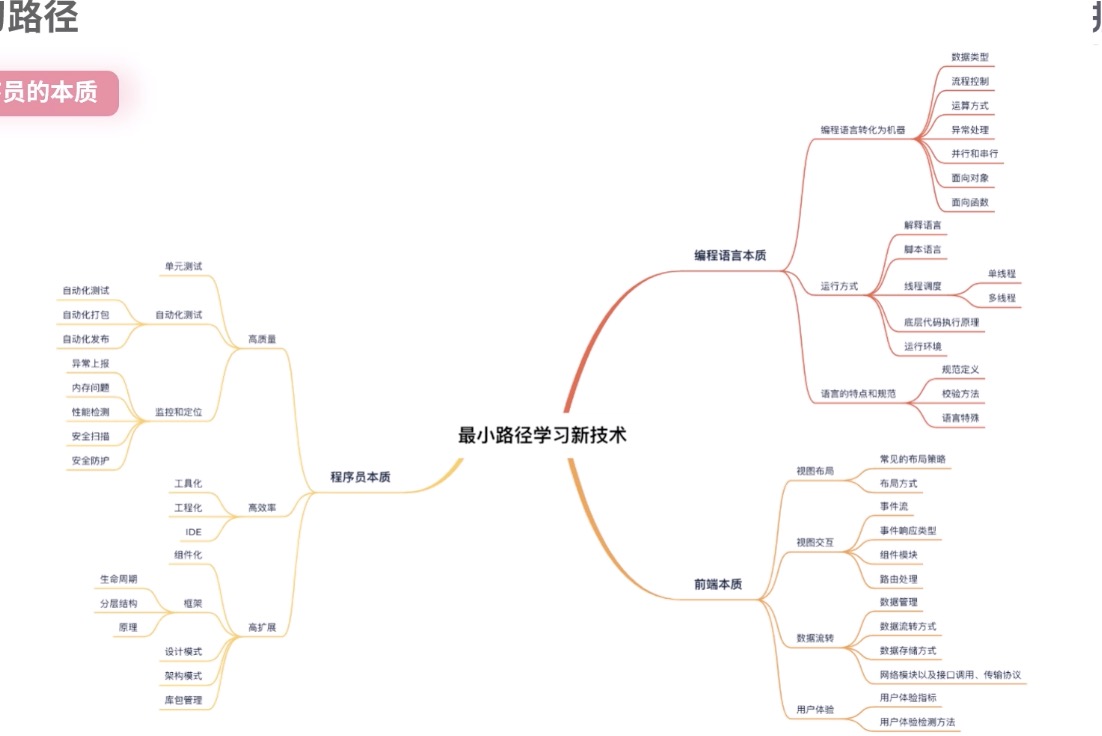 习路径
序员的本质
最小路径学习新技术
编程语言本质
编程语言转化为机器
数据类型
流程控制
运算方式
异常处理
并行和串行
面向对象
面向函数
运行方式
解释语言
脚本语言
线程调度
单线程
多线程
底层代码执行原理
运行环境
语言的特点和规范
规范定义
校验方法
语言特殊
前端本质
视图布局
常见的布局策略
布局方式
视图交互
事件流
事件响应类型
组件模块
路由处理
数据流转
数据管理
数据流转方式
数据存储方式
网络模块以及接口调用、传输协议
用户体验
用户体验指标
用户体验检测方法
程序员本质
高质量
单元测试
自动化测试
自动化测试
自动化打包
自动化发布
监控和定位
异常上报
内存问题
性能检测
安全扫描
安全防护
高效率
工具化
工程化
IDE
高扩展
组件化
框架
生命周期
分层结构
原理
设计模式
架构模式
库包管理